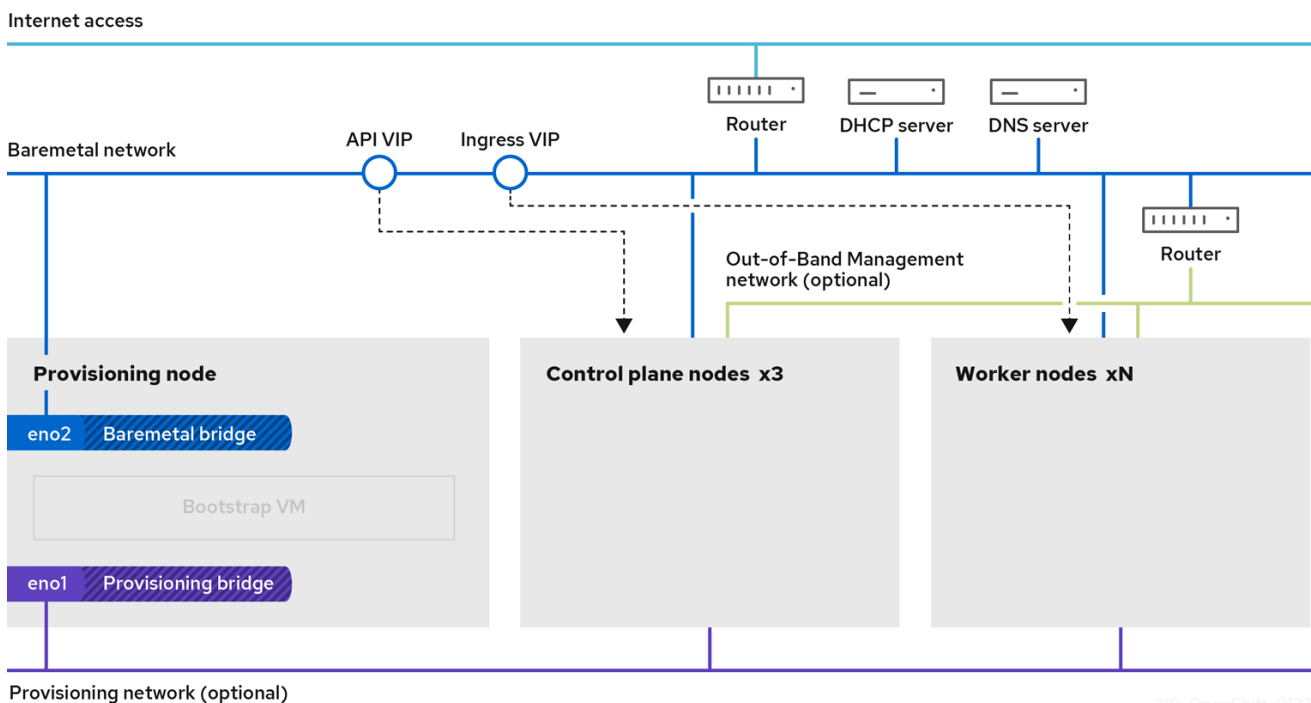 Internet access
Router
DHCP server
DNS server
API VIP
Ingress VIP
Baremetal network
Router
Out-of-Band Management
network (optional)
Provisioning node
Control plane nodes x3
Worker nodes xN
eno2
Baremetal bridge
Bootstrap VM
eno1
Provisioning bridge
Provisioning network (optional)